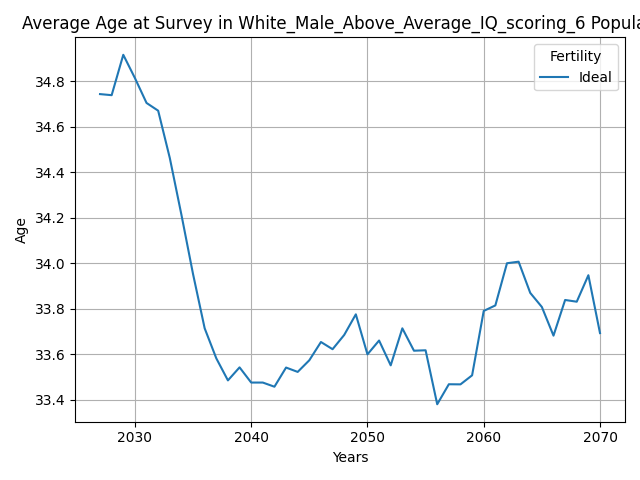 Average Age at Survey in White_Male_Above_Average_IQ_scoring_6 Popula
Fertility
Ideal
34.8
34.6
34.4
34.2
34.0
33.8
33.6
33.4
Age
2030 2040 2050 2060 2070
Years